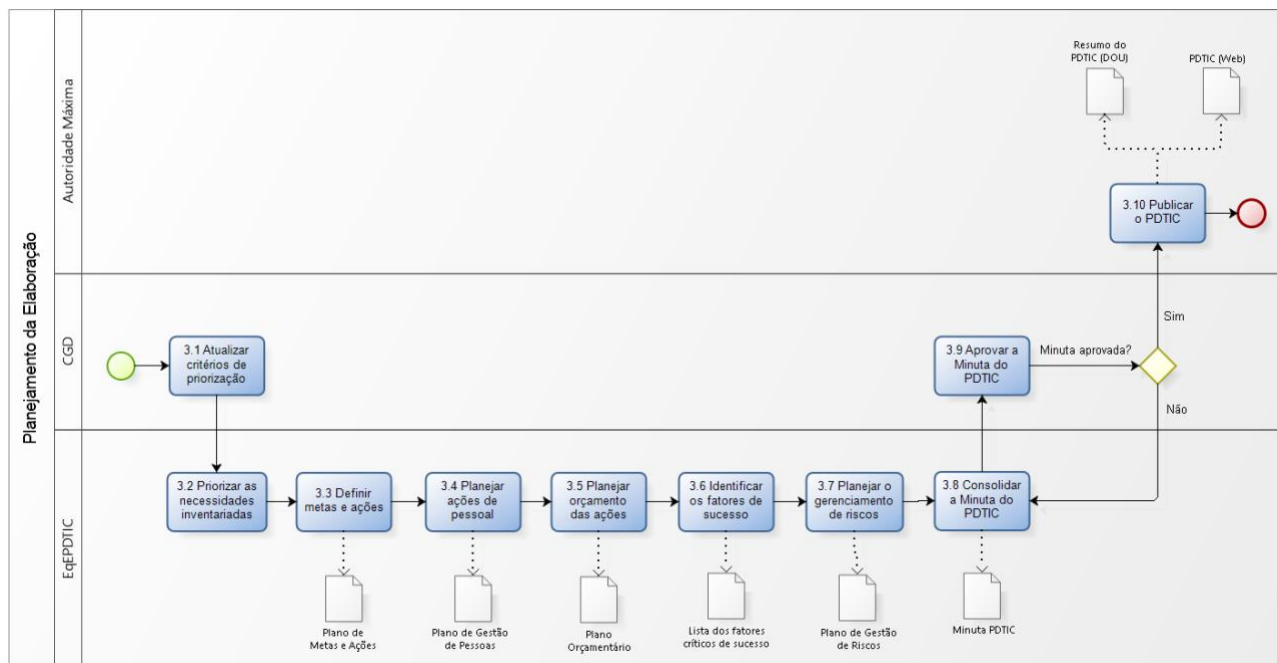 Planejamento da Elaboração
Autoridade Máxima
Resumo do
PDTIC (DOU)
PDTIC (Web)
3.10 Publicar
o PDTIC
CGD
3.1 Atualizar
critérios de
priorização
3.9 Aprovar a
Minuta do
PDTIC
Minuta aprovada?
Sim
Não
EqEPDTIC
3.2 Priorizar as
necessidades
inventariadas
3.3 Definir
metas e ações
3.4 Planejar
ações de
pessoal
3.5 Planejar
orçamento
das ações
3.6 Identificar
os fatores de
sucesso
3.7 Planejar o
gerenciamento
de riscos
3.8 Consolidar
a Minuta do
PDTIC
Plano de
Metas e Ações
Plano de Gestão
de Pessoas
Plano
Orçamentário
Lista dos fatores
críticos de sucesso
Plano de Gestão
de Riscos
Minuta PDTIC